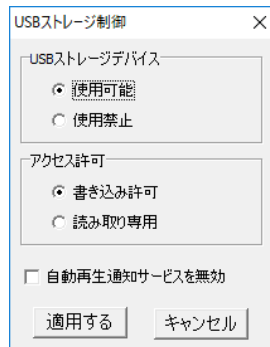 USBストレージ制御
USBストレージデバイス
使用可能
使用禁止
アクセス許可
書き込み許可
読み取り専用
自動再生通知サービスを無効
適用する
キャンセル